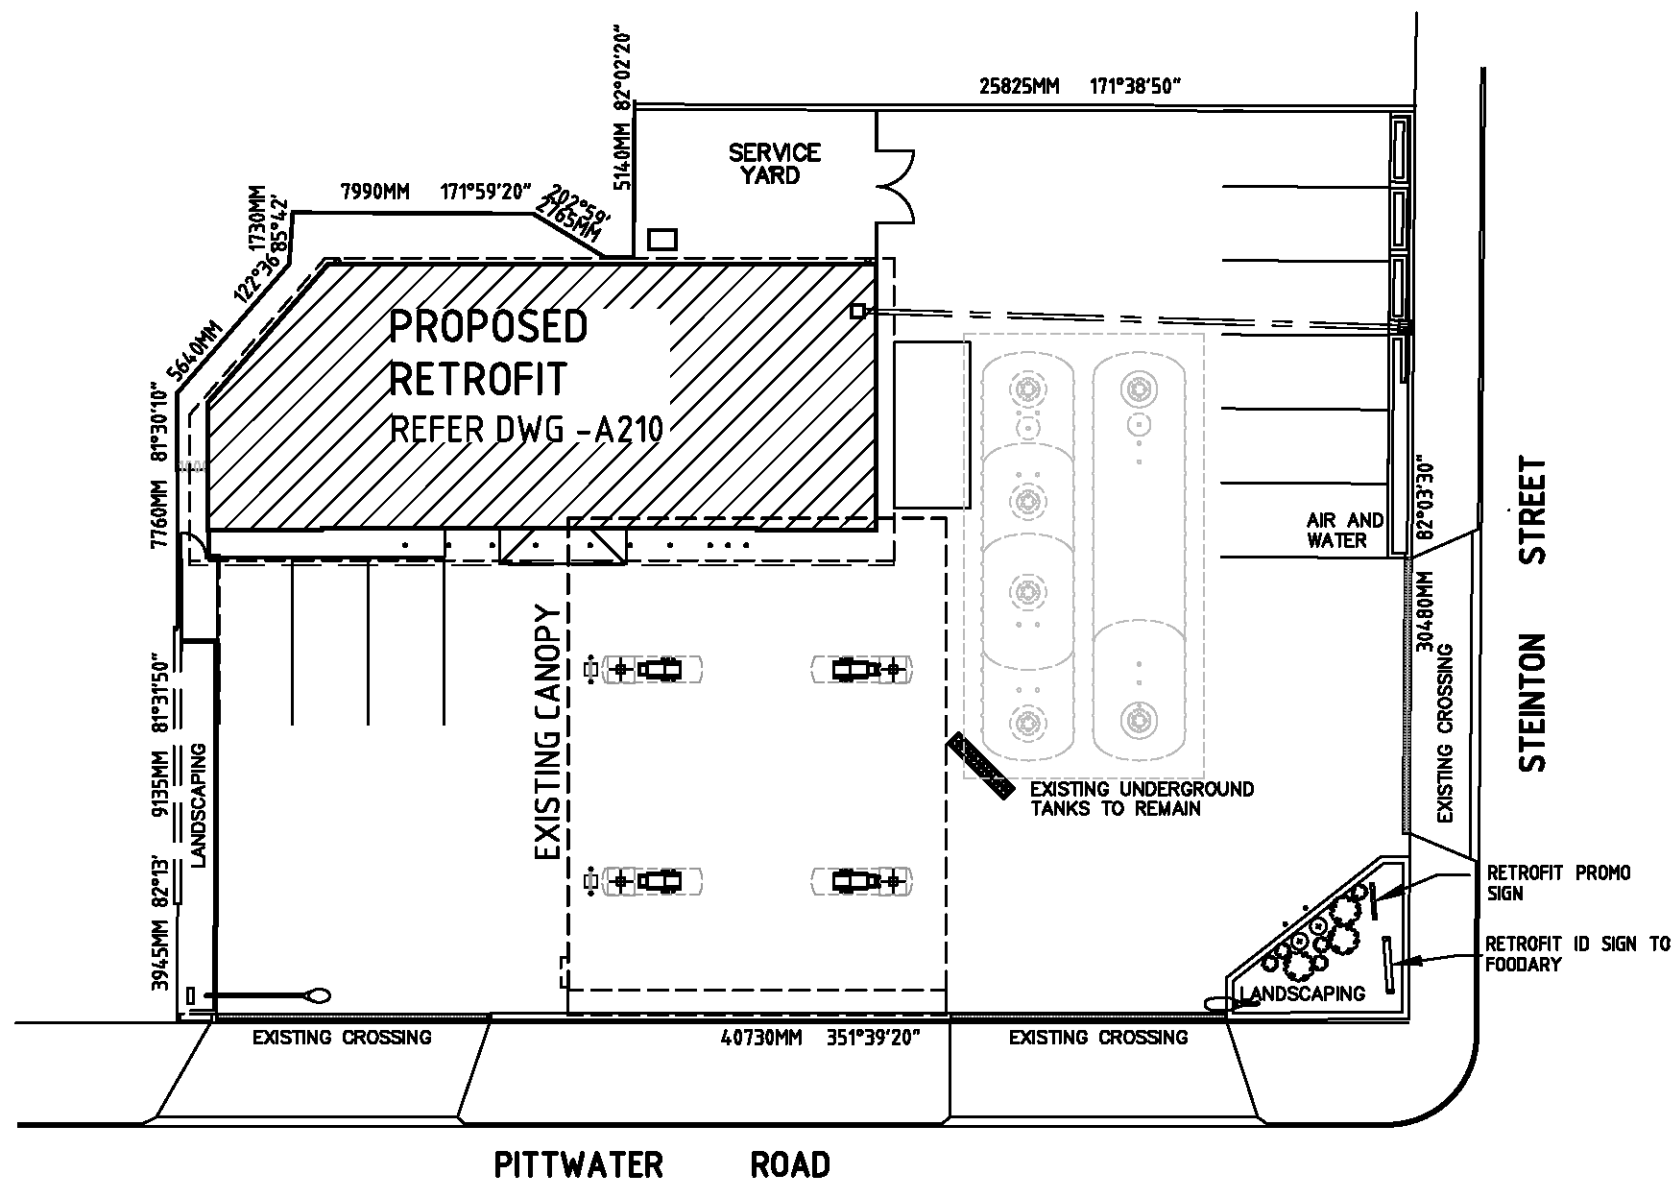 25825MM 171°38'50"
5140MM 82°02'20"
SERVICE
YARD
7990MM 171°59'20"
202°59'
2765MM
1730MM
85°42'
122°36'
5640MM
PROPOSED
RETROFIT
REFER DWG -A210
7760MM 81°30'10"
AIR AND
WATER
82°03'30"
30480MM
STEINTON STREET
EXISTING CANOPY
EXISTING CROSSING
9135MM 81°31'50"
LANDSCAPING
EXISTING UNDERGROUND
TANKS TO REMAIN
3945MM 82°13'
RETROFIT PROMO
SIGN
RETROFIT ID SIGN TO
FOODARY
LANDSCAPING
EXISTING CROSSING
40730MM 351°39'20"
EXISTING CROSSING
PITTWATER ROAD